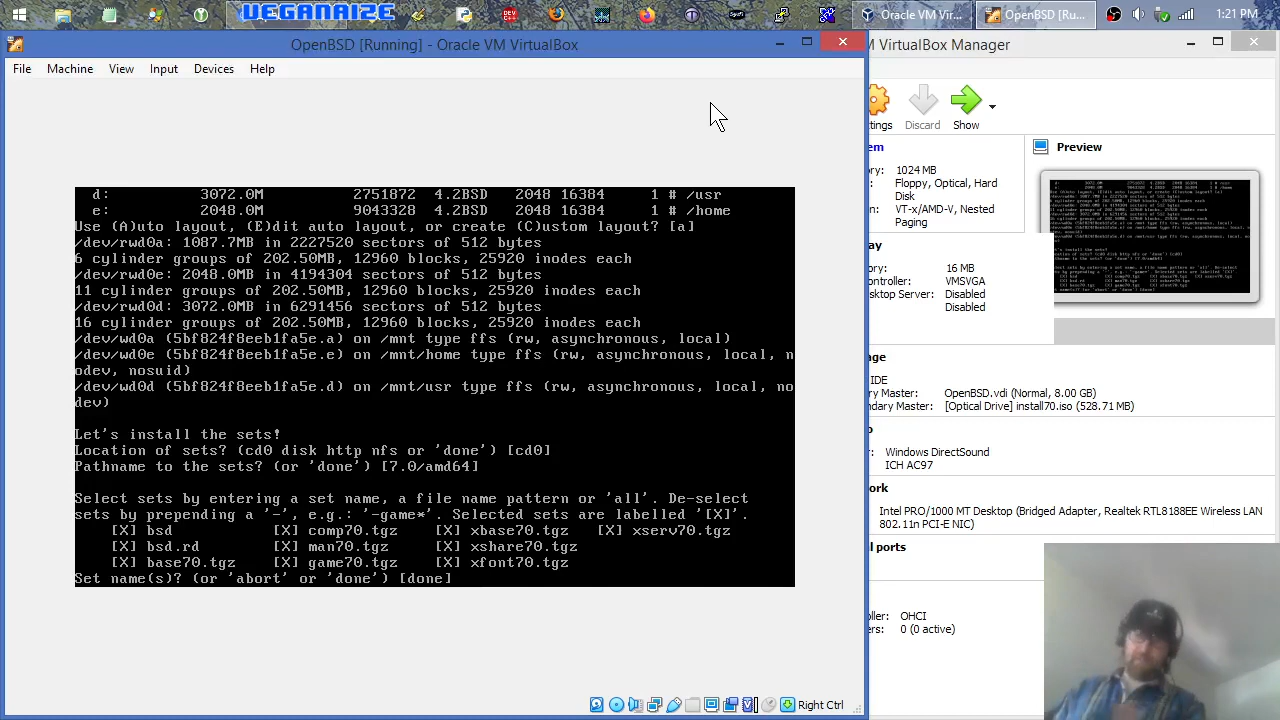 VEGANAIZE
DEV
SysFi
Oracle VM Vir...
OpenBSD [Ru...
1:21 PM
OpenBSD [Running] - Oracle VM VirtualBox
M VirtualBox Manager
File Machine View Input Devices Help
tings Discard Show
d: 3072.0M 2751872 2048 16384 1 # /usr
e: 2048.0M 9043328 2048 16384 1 # /home
Use (A)uto layout, (E)dit auto layout, or create (C)ustom layout? [a]
/dev/rwd0a: 1087.7MB in 2227520 sectors of 512 bytes
6 cylinder groups of 202.50MB, 12960 blocks, 25920 inodes each
/dev/rwd0e: 2048.0MB in 4194304 sectors of 512 bytes
11 cylinder groups of 202.50MB, 12960 blocks, 25920 inodes each
/dev/rwd0d: 3072.0MB in 6291456 sectors of 512 bytes
16 cylinder groups of 202.50MB, 12960 blocks, 25920 inodes each
/dev/wd0a (5bf824f8eeb1fa5e.a) on /mnt type ffs (rw, asynchronous, local)
/dev/wd0e (5bf824f8eeb1fa5e.e) on /mnt/home type ffs (rw, asynchronous, local, n
odev, nosuid)
/dev/wd0d (5bf824f8eeb1fa5e.d) on /mnt/usr type ffs (rw, asynchronous, local, no
dev)
Let's install the sets!
Location of sets? (cd0 disk http nfs or 'done') [cd0]
Pathname to the sets? (or 'done') [7.0/amd64]
Select sets by entering a set name, a file name pattern or 'all'. De-select
sets by prepending a '-', e.g.: '-game*'. Selected sets are labelled '[X]'.
[X] bsd [X] comp70.tgz [X] xbase70.tgz [X] xserv70.tgz
[X] bsd.rd [X] man70.tgz [X] xshare70.tgz
[X] base70.tgz [X] game70.tgz [X] xfont70.tgz
Set name(s)? (or 'abort' or 'done') [done]
Right Ctrl
em
Preview
ry: 1024 MB
rder: Floppy, Optical, Hard
Disk
n: T-x/AMD-V, Nested
ay
16 MB
ontroller: VMSVGA
esktop Server: Disabled
Disabled
age
IDE
ary Master: OpenBSD.vdi (Normal, 8.00 GB)
ndary Master: [Optical Drive] install70.iso (528.71 MB)
o
Windows DirectSound
ICH AC97
ork
Intel PRO/1000 MT Desktop (Bridged Adapter, Realtek RTL8188EE Wireless LAN
802.11n PCI-E NIC)
l ports
oller: OHCI
ers: 0 (0 active)